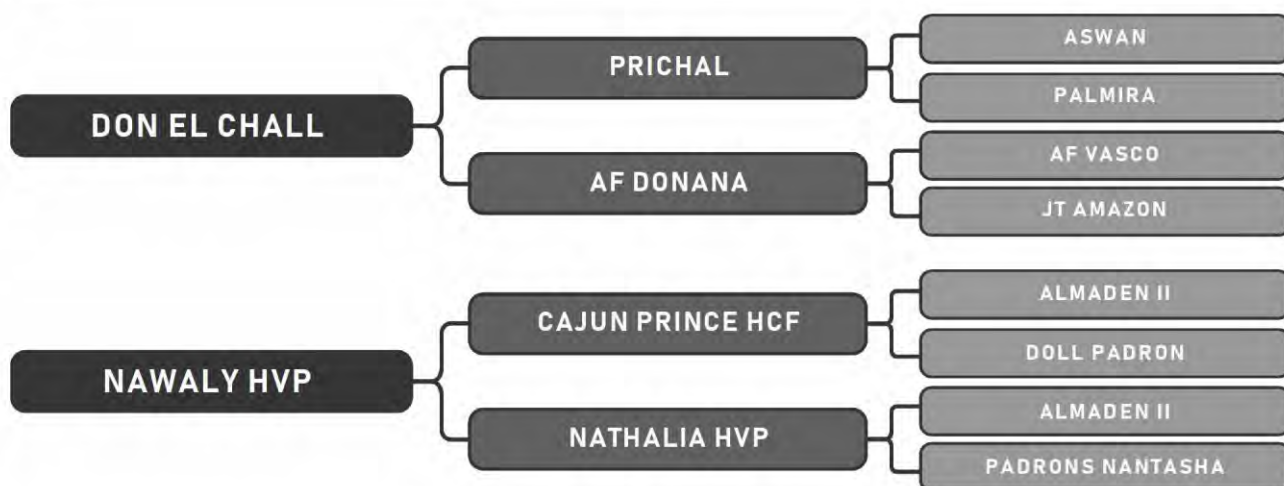 DON EL CHALL
PRICHAL
ASWAN
PALMIRA
AF DONANA
AF VASCO
JT AMAZON
NAWALY HVP
CAJUN PRINCE HCF
ALMADEN II
DOLL PADRON
NATHALIA HVP
ALMADEN II
PADRONS NANTASHA